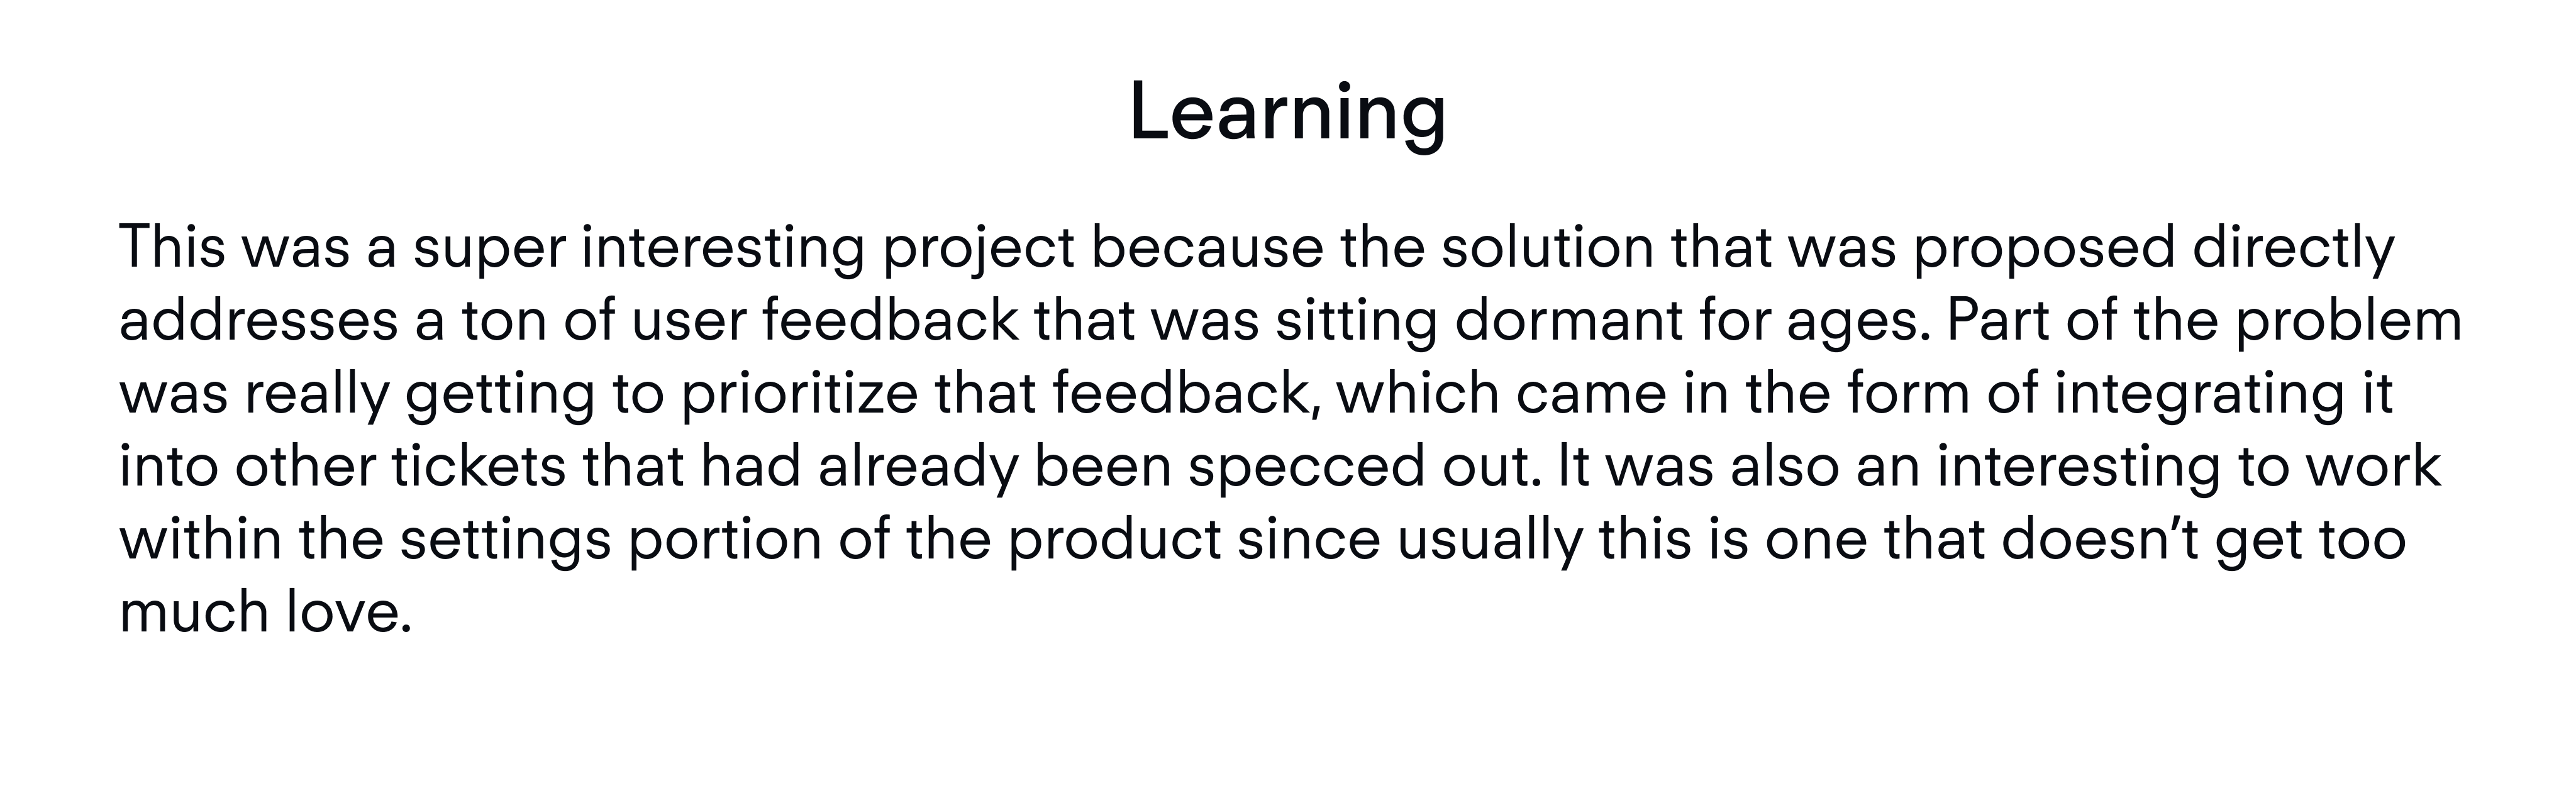 Learning
This was a super interesting project because the solution that was proposed directly
addresses a ton of user feedback that was sitting dormant for ages. Part of the problem
was really getting to prioritize that feedback, which came in the form of integrating it
into other tickets that had already been specced out. It was also an interesting to work
within the settings portion of the product since usually this is one that doesn’t get too
much love.